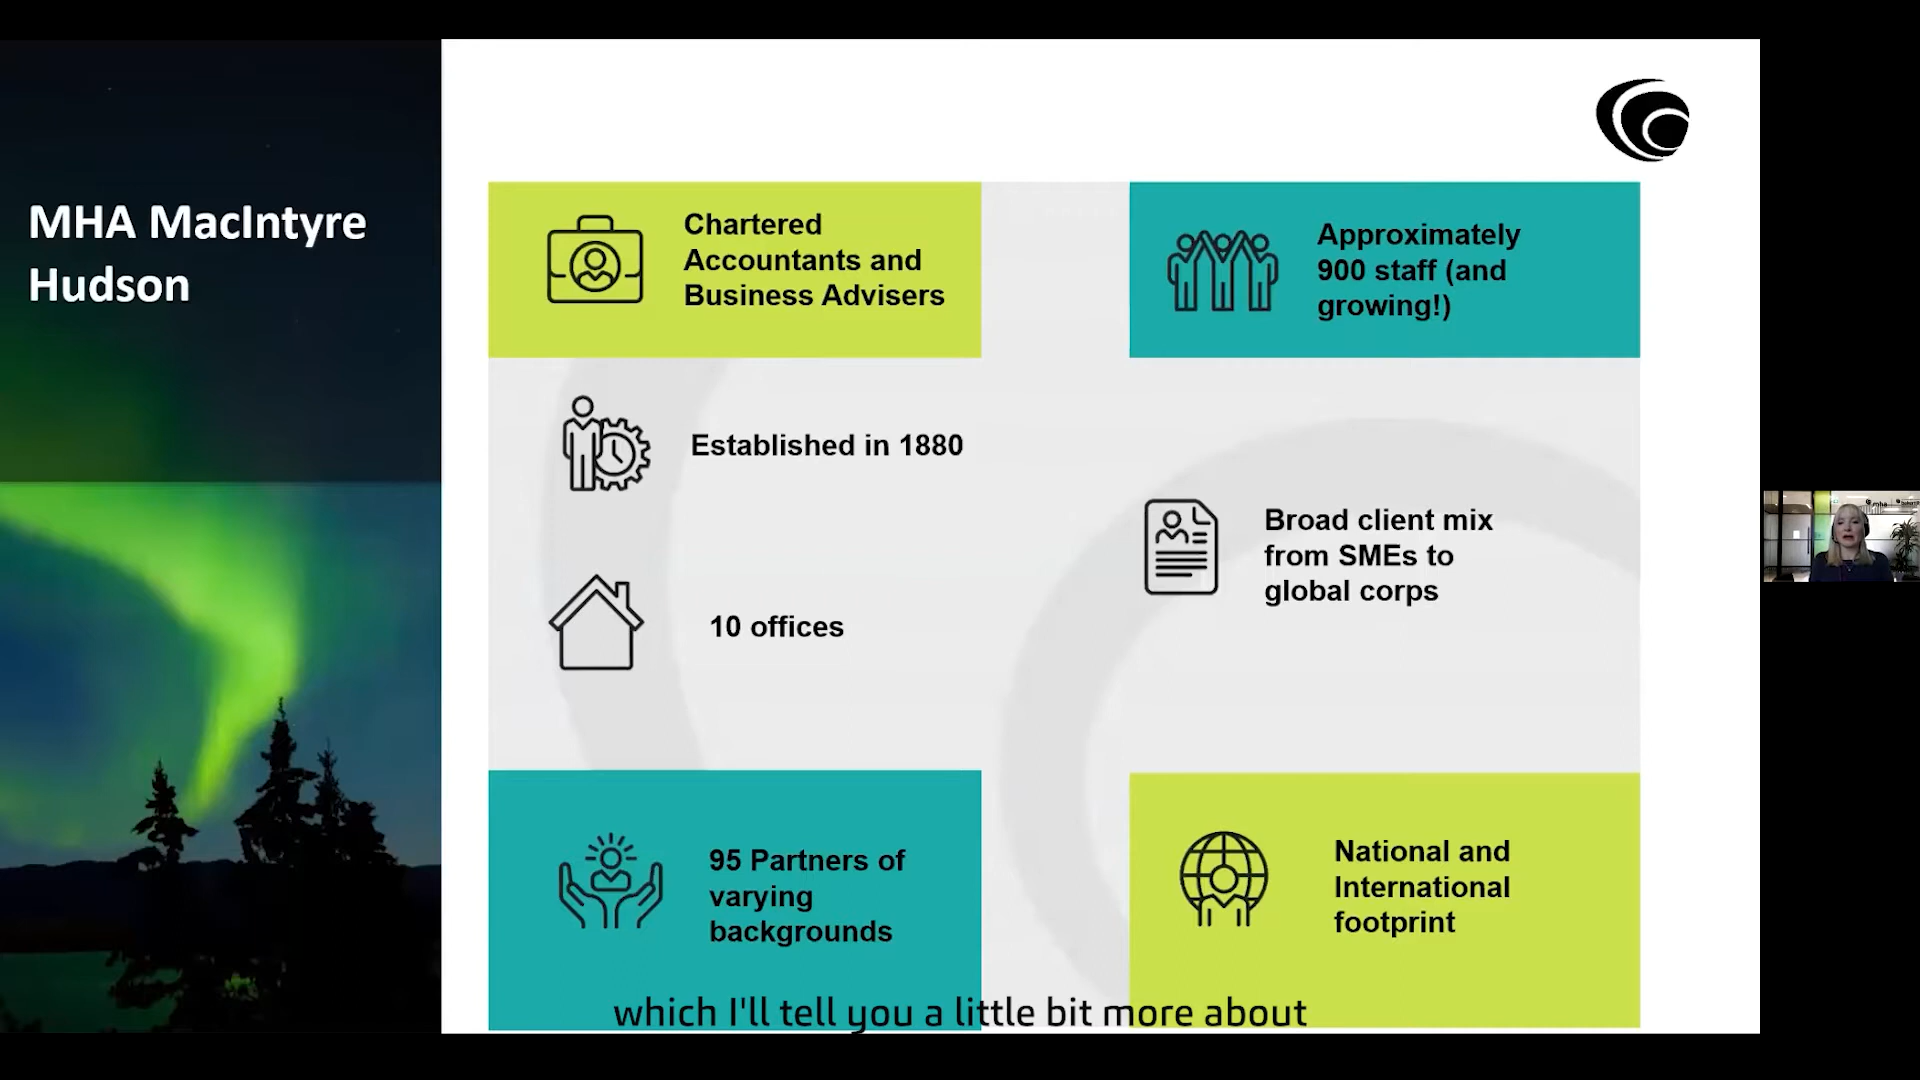 MHA MacIntyre
Hudson
Chartered
Accountants and
Business Advisers
Approximately
900 staff (and
growing!)
Established in 1880
Broad client mix
from SMEs to
global corps
10 offices
95 Partners of
varying
backgrounds
National and
International
footprint
which I'll tell you a little bit more about